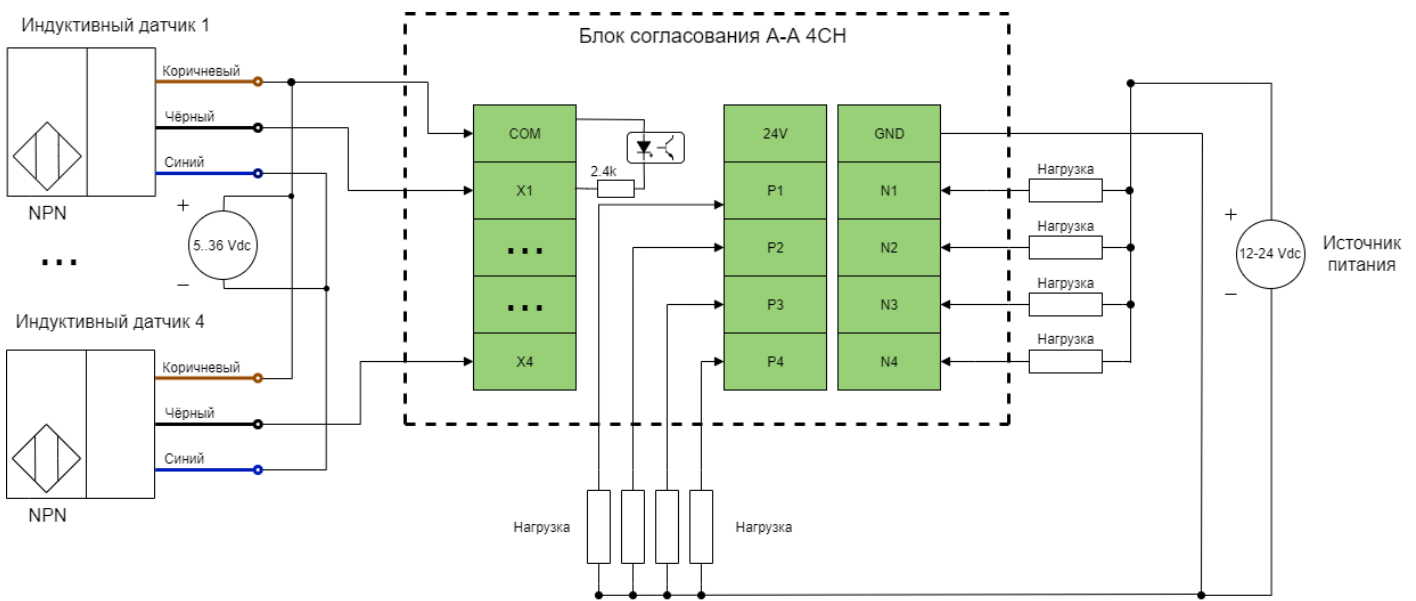 Индуктивный датчик 1
Коричневый
Чёрный
Синий
NPN
...
+
5..36 Vdc
−
Индуктивный датчик 4
Коричневый
Чёрный
Синий
NPN
Блок согласования A-A 4CH
COM
X1
...
...
X4
2.4k
24V
P1
P2
P3
P4
GND
N1
N2
N3
N4
Нагрузка
Нагрузка
Нагрузка
Нагрузка
+
12-24 Vdc
−
Источник
питания
Нагрузка
Нагрузка